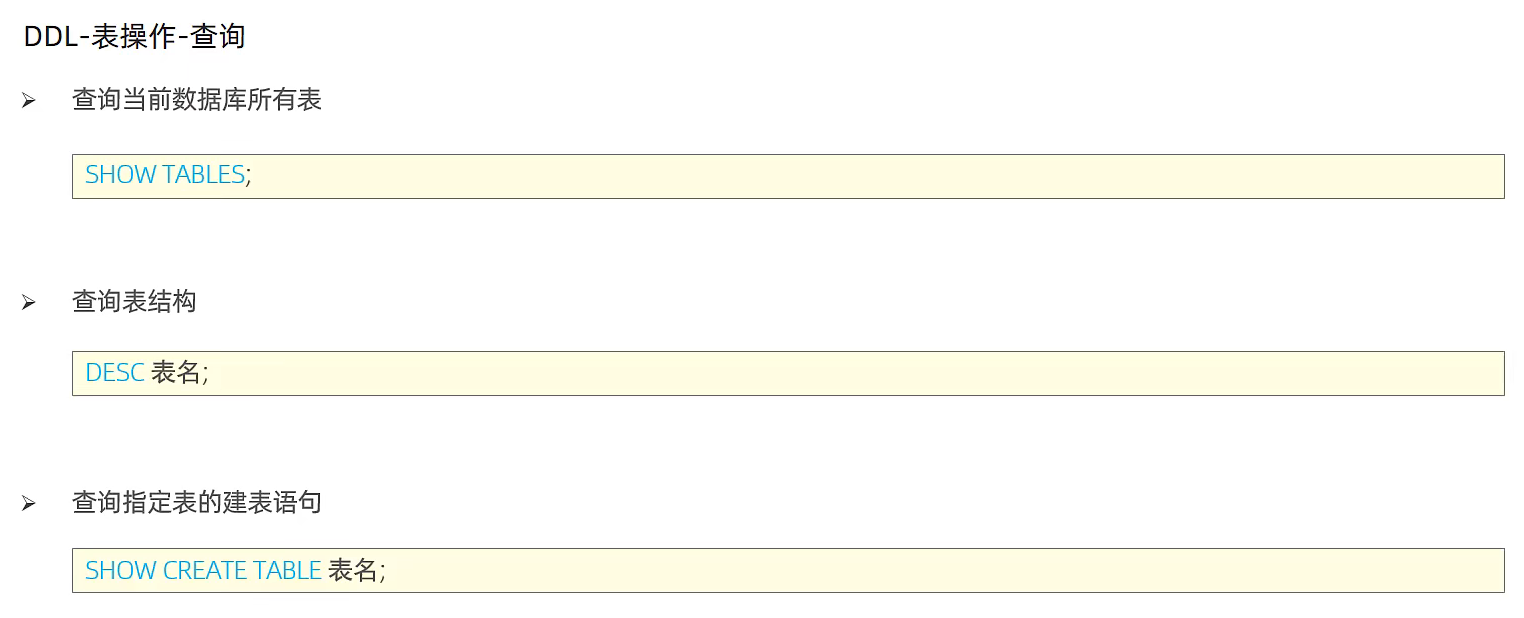 DDL-表操作-查询
查询当前数据库所有表
SHOW TABLES;
查询表结构
DESC 表名;
查询指定表的建表语句
SHOW CREATE TABLE 表名;